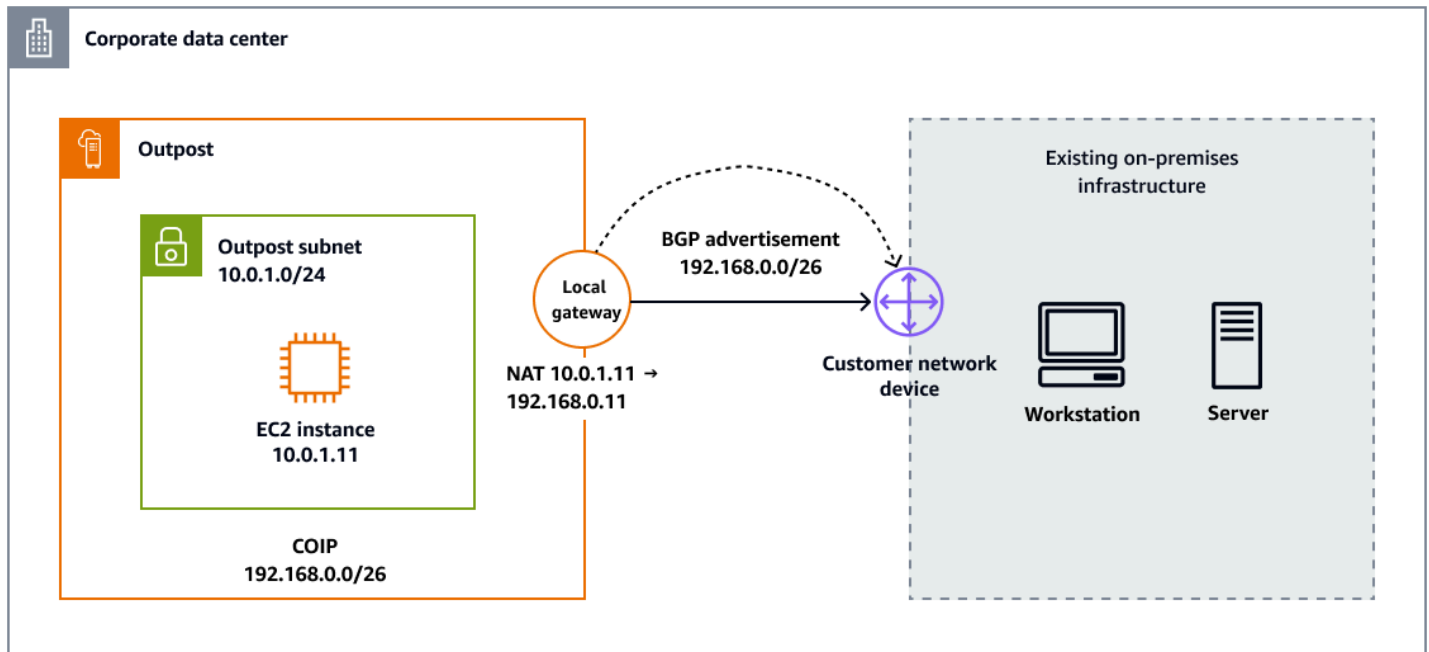 Corporate data center
Outpost
Outpost subnet
10.0.1.0/24
EC2 instance
10.0.1.11
COIP
192.168.0.0/26
Local
gateway
NAT 10.0.1.11 →
192.168.0.11
BGP advertisement
192.168.0.0/26
Customer network
device
Existing on-premises
infrastructure
Workstation
Server